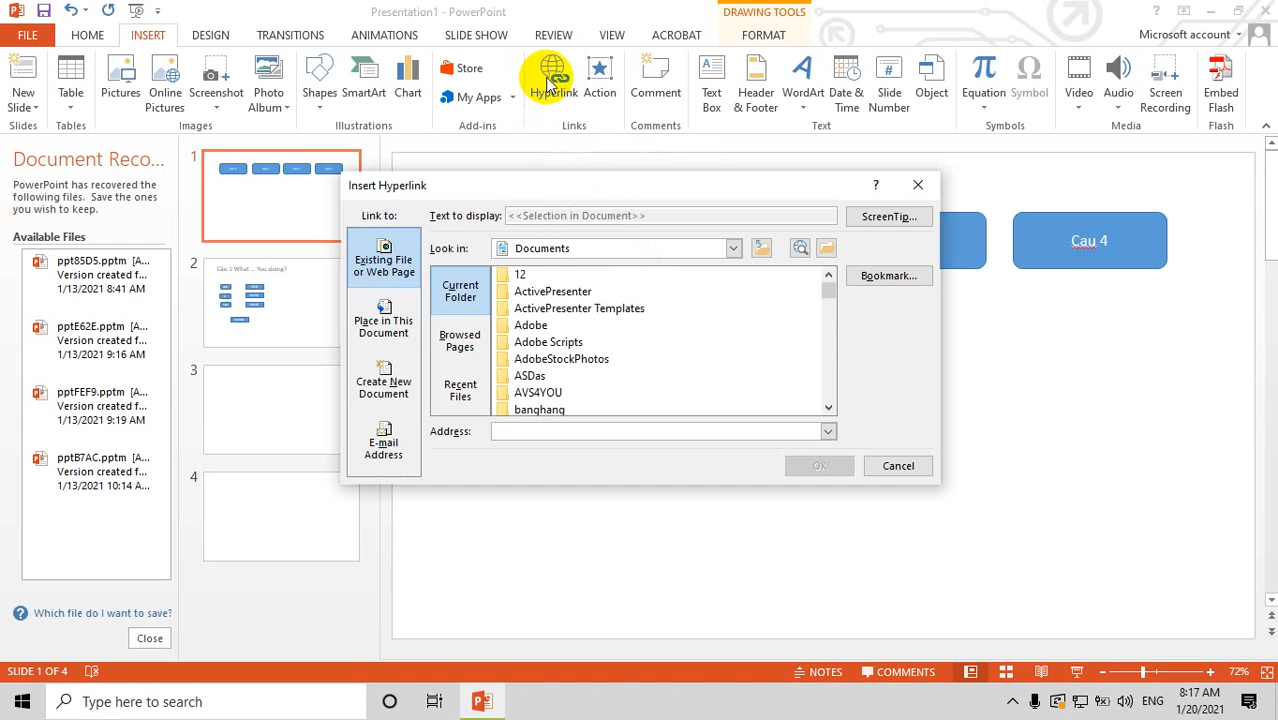 Presentation1 - PowerPoint
DRAWING TOOLS
FILE HOME INSERT DESIGN TRANSITIONS ANIMATIONS SLIDE SHOW REVIEW VIEW ACROBAT FORMAT Microsoft account
New Slide
Table
Pictures
Online Pictures
Screenshot
Photo Album
Shapes
SmartArt
Chart
Store
My Apps
Hyperlink
Action
Comment
Text Box
Header & Footer
WordArt
Date & Time
Slide Number
Object
Equation
Symbol
Video
Audio
Screen Recording
Embed Flash
Slides Tables Images Illustrations Add-ins Links Comments Text Symbols Media Flash
Document Reco...
PowerPoint has recovered the
following files. Save the ones
you wish to keep.
Available Files
ppt85D5.pptm [A...
Version created f...
1/13/2021 8:41 AM
pptE62E.pptm [A...
Version created f...
1/13/2021 9:16 AM
pptFEF9.pptm [A...
Version created f...
1/13/2021 9:19 AM
pptB7AC.pptm [A...
Version created f...
1/13/2021 10:14 A...
Which file do I want to save?
Close
1
2
Câu 1 What ... You doing?
3
4
Cau 4
Insert Hyperlink
Link to:
Text to display: <<Selection in Document>>
ScreenTip...
Existing File or Web Page
Place in This Document
Create New Document
E-mail Address
Look in: Documents
Bookmark...
Current Folder
Browsed Pages
Recent Files
12
ActivePresenter
ActivePresenter Templates
Adobe
Adobe Scripts
AdobeStockPhotos
ASDas
AVS4YOU
banghang
Address:
OK
Cancel
SLIDE 1 OF 4
NOTES COMMENTS 72%
Type here to search
ENG
8:17 AM
1/20/2021